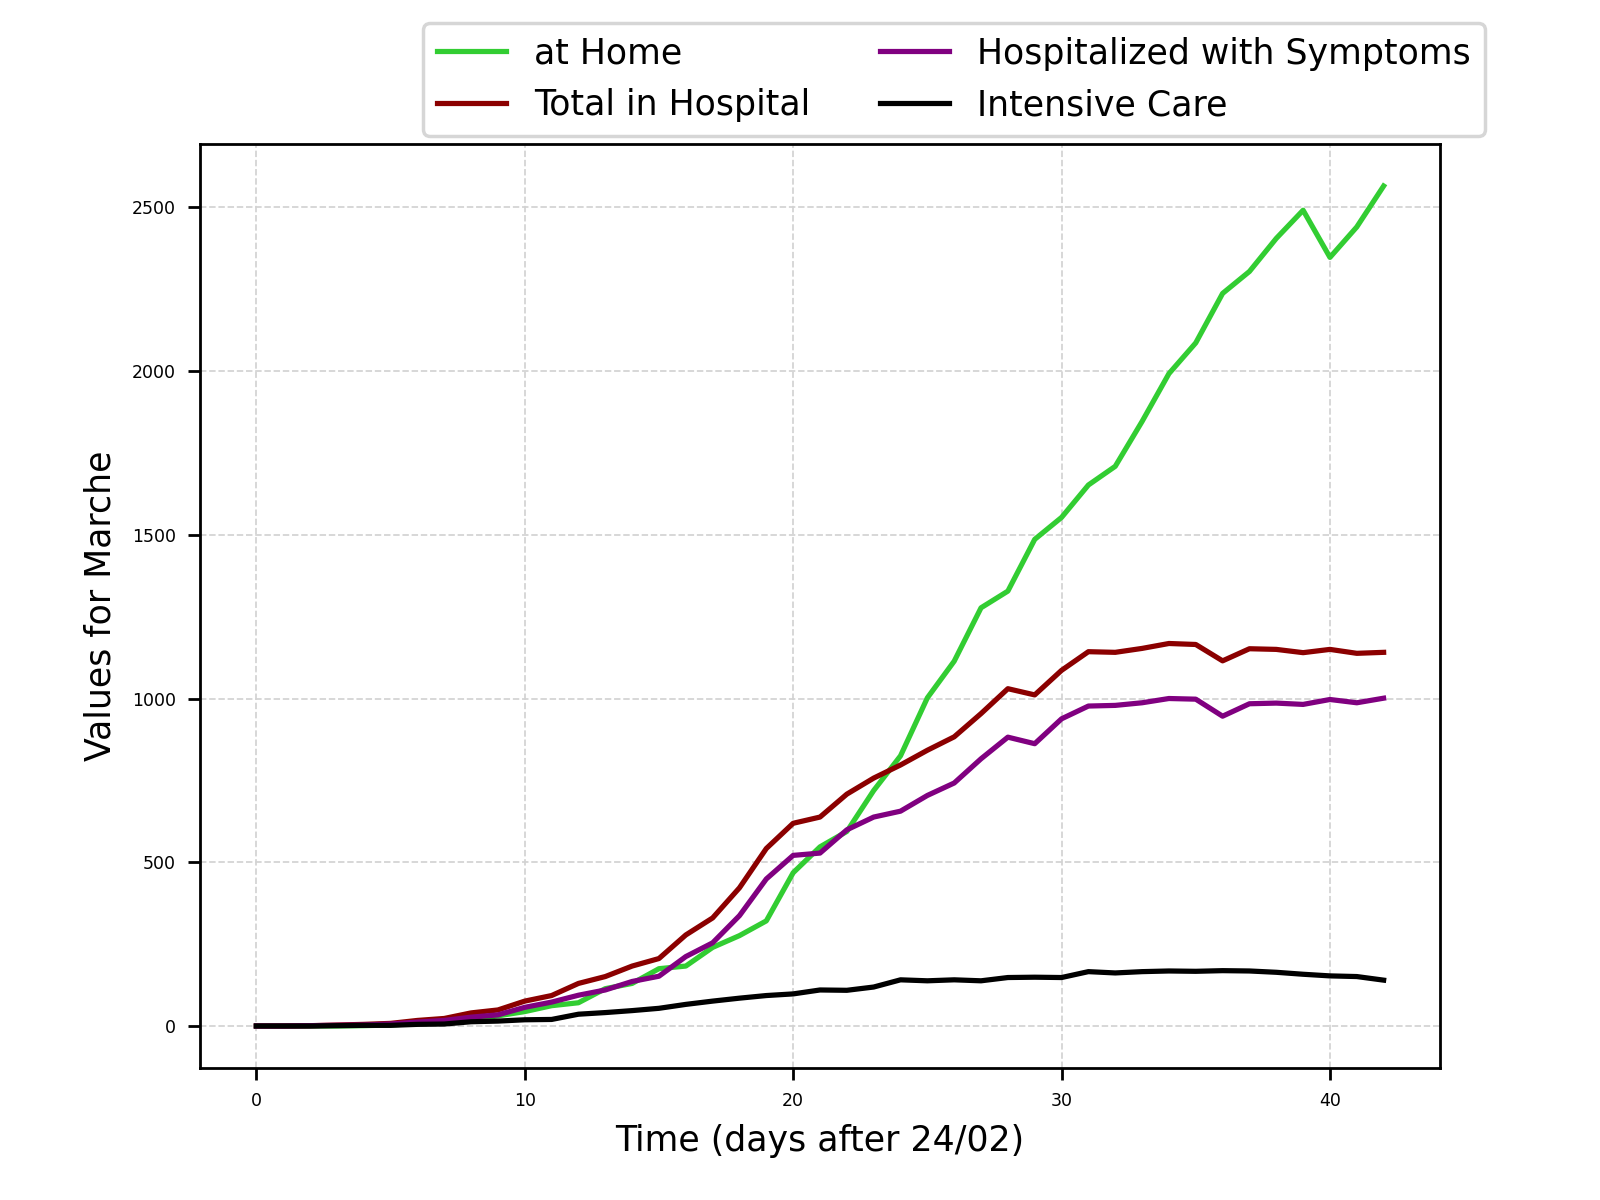 at Home
Total in Hospital
Hospitalized with Symptoms
Intensive Care
Values for Marche
2500
2000
1500
1000
500
0
0 10 20 30 40
Time (days after 24/02)